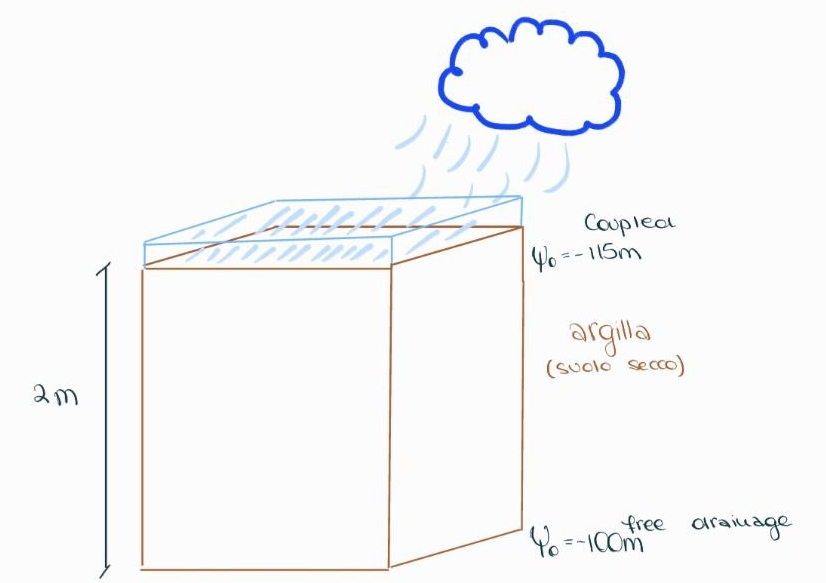 Coupled
ψ₀ = -115m
argilla
(suolo secco)
2m
free drainage
ψ₀ = -100m